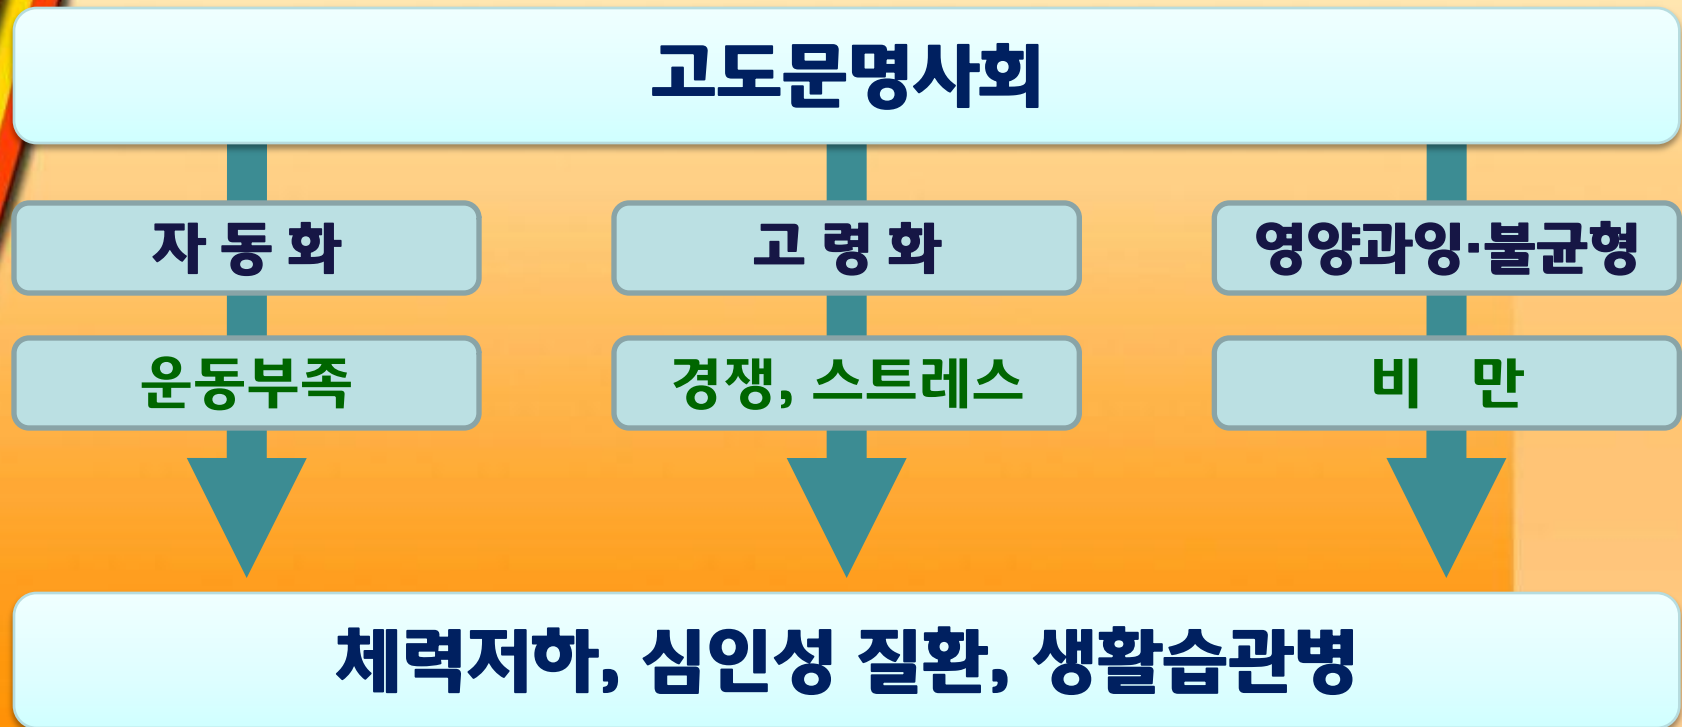 고도문명사회
자 동 화
고 령 화
영양과잉·불균형
운동부족
경쟁, 스트레스
비 만
체력저하, 심인성 질환, 생활습관병